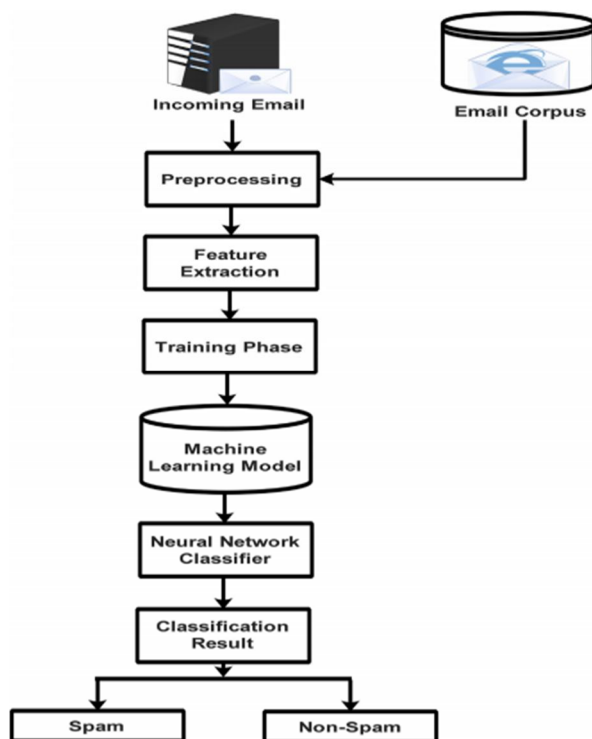 Incoming Email
Email Corpus
Preprocessing
Feature
Extraction
Training Phase
Machine
Learning Model
Neural Network
Classifier
Classification
Result
Spam
Non-Spam